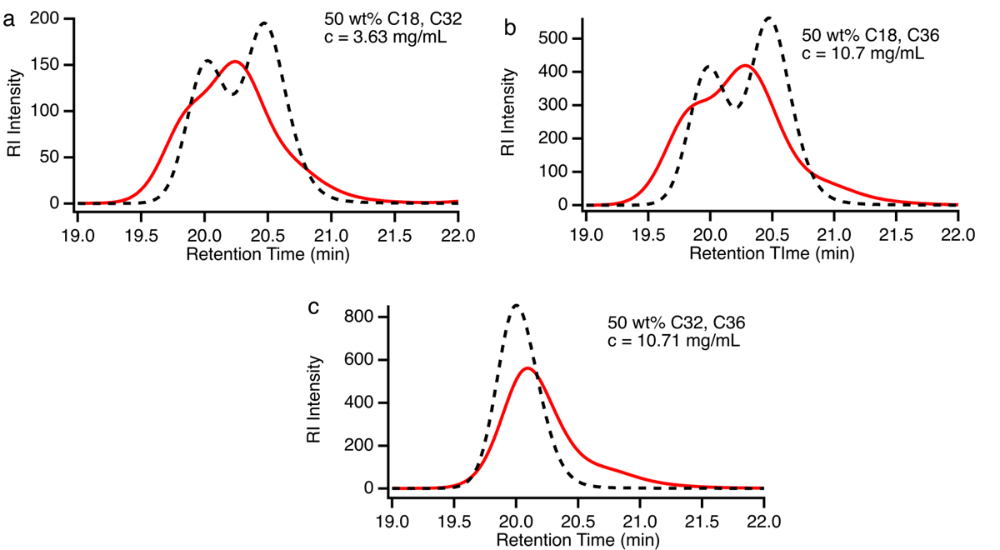 a
50 wt% C18, C32
c = 3.63 mg/mL
RI Intensity
200
150
100
50
0
19.0 19.5 20.0 20.5 21.0 21.5 22.0
Retention Time (min)
b
50 wt% C18, C36
c = 10.7 mg/mL
RI Intensity
500
400
300
200
100
0
19.0 19.5 20.0 20.5 21.0 21.5 22.0
Retention TIme (min)
c
50 wt% C32, C36
c = 10.71 mg/mL
RI Intensity
800
600
400
200
0
19.0 19.5 20.0 20.5 21.0 21.5 22.0
Retention Time (min)